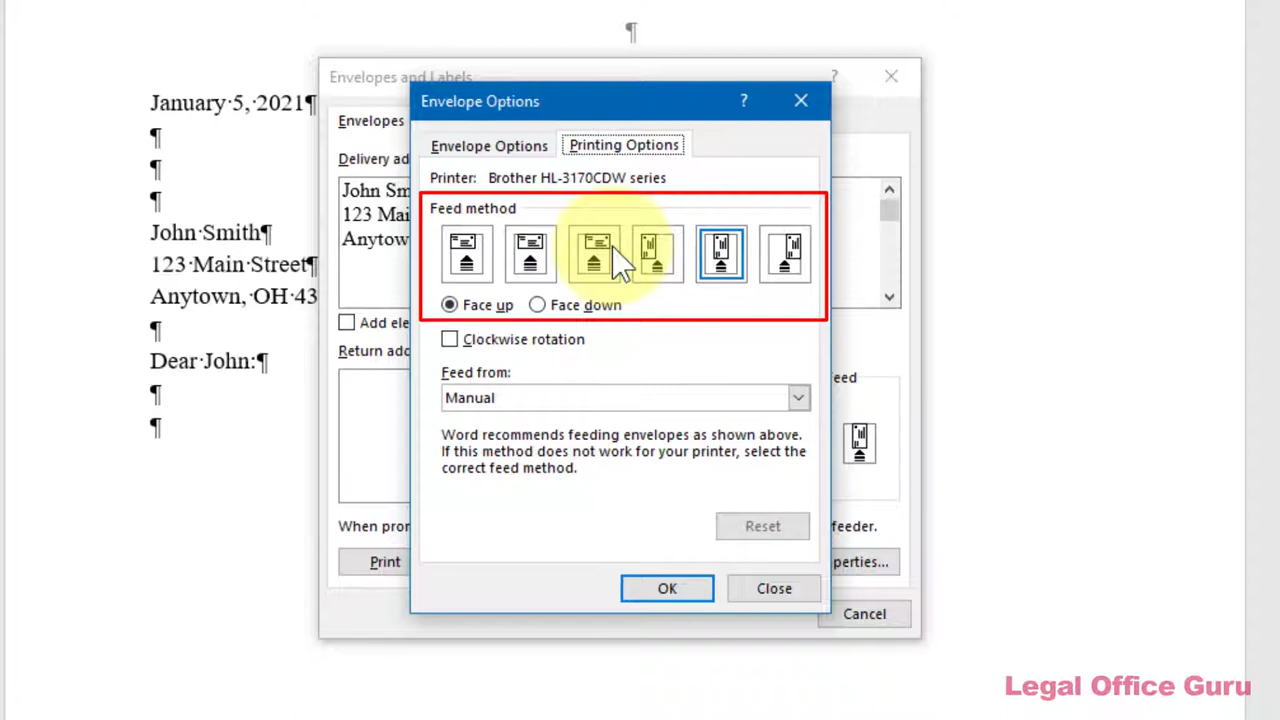 ¶
Envelopes and Labels
?
January·5,·2021¶
Envelope Options
?
Envelopes
Envelope Options
Printing Options
¶
Delivery ad
Printer: Brother HL-3170CDW series
¶
John Sm
123 Mai
Anytow
Feed method
¶
John·Smith¶
123·Main·Street¶
Anytown,·OH·43
Face up
Face down
¶
Add ele
Clockwise rotation
Return add
Dear·John:¶
Feed from:
Manual
eed
¶
¶
Word recommends feeding envelopes as shown above.
If this method does not work for your printer, select the
correct feed method.
When pron
Reset
feeder.
Print
perties...
OK
Close
Cancel
Legal Office Guru